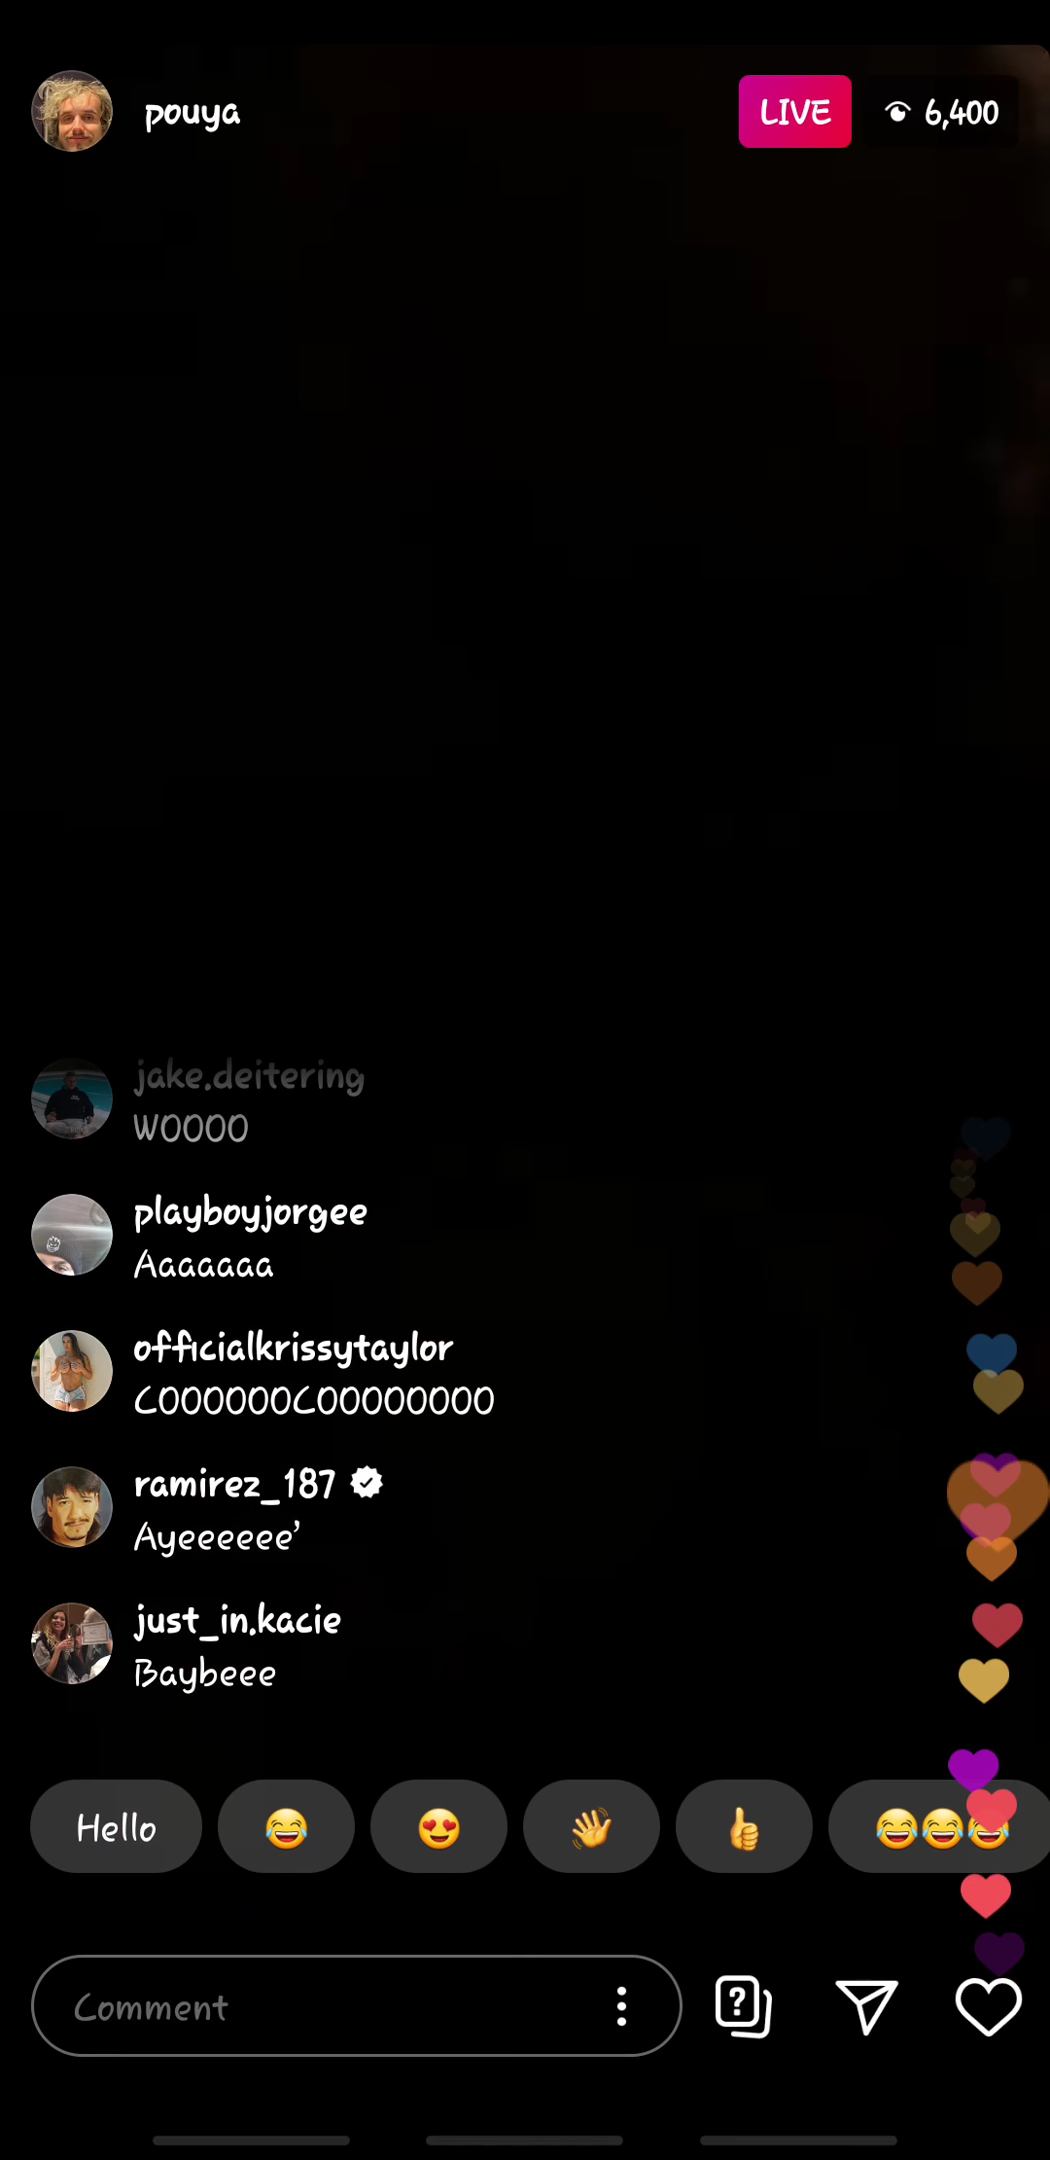 pouya
LIVE 6,400
jake.deitering
WOOOO
playboyjorgee
Aaaaaaa
officialkrissytaylor
COOOOOOCOOOOOOOO
ramirez_187
Ayeeeeee’
just_in.kacie
Baybeee
Hello 😂 😍 👋 👍 😂😂😂
Comment